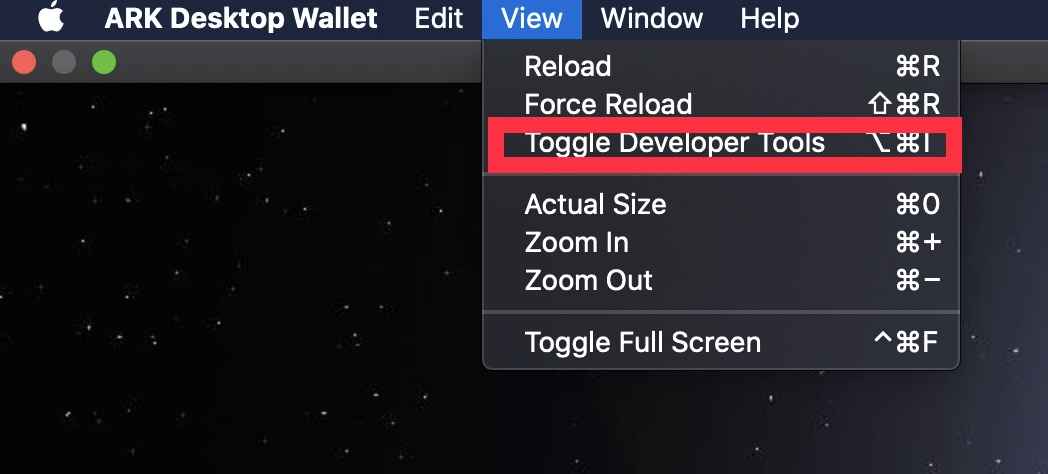 ARK Desktop Wallet Edit View Window Help
Reload ⌘R
Force Reload ⇧⌘R
Toggle Developer Tools ⌥⌘I
Actual Size ⌘0
Zoom In ⌘+
Zoom Out ⌘−
Toggle Full Screen ^⌘F